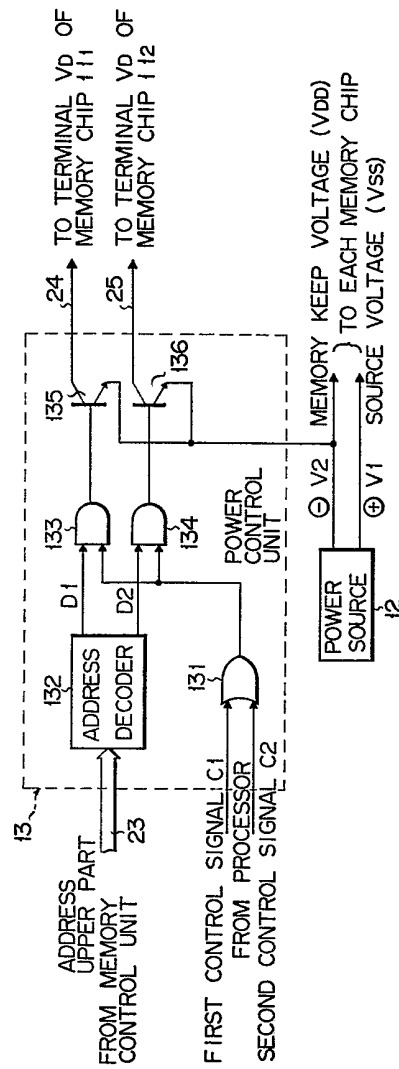 TO TERMINAL VD OF
MEMORY CHIP 111
TO TERMINAL VD OF
MEMORY CHIP 112
24
25
135
136
133
134
D1
D2
132
ADDRESS
DECODER
13
23
ADDRESS
UPPER PART
FROM MEMORY
CONTROL UNIT
POWER
CONTROL
UNIT
131
FIRST CONTROL SIGNAL C1
FROM PROCESSOR
SECOND CONTROL SIGNAL C2
⊖ V2
MEMORY KEEP VOLTAGE (VDD)
TO EACH MEMORY CHIP
⊕ V1
SOURCE VOLTAGE (VSS)
POWER
SOURCE
12